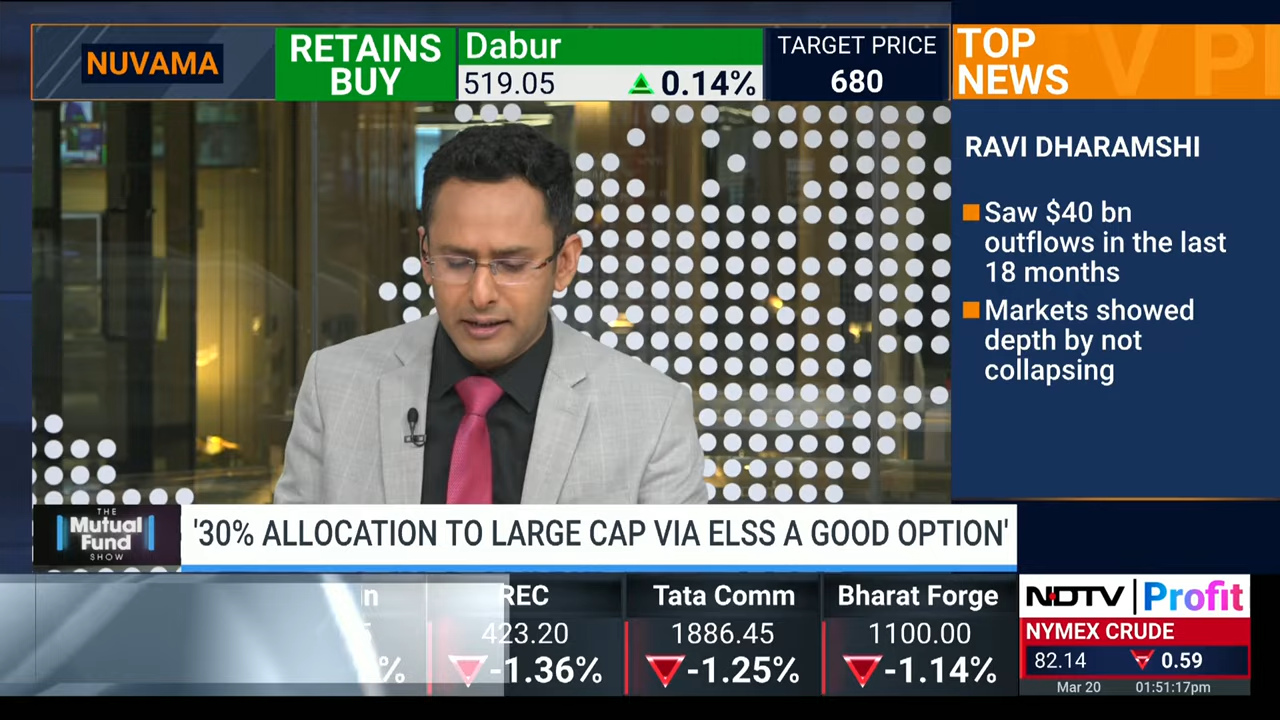 NUVAMA
RETAINS
BUY
Dabur
519.05
0.14%
TARGET PRICE
680
TOP
NEWS
RAVI DHARAMSHI
Saw $40 bn
outflows in the last
18 months
Markets showed
depth by not
collapsing
THE
Mutual
Fund
SHOW
'30% ALLOCATION TO LARGE CAP VIA ELSS A GOOD OPTION'
REC
423.20
-1.36%
Tata Comm
1886.45
-1.25%
Bharat Forge
1100.00
-1.14%
NDTV Profit
NYMEX CRUDE
82.14
0.59
Mar 20
01:51:17pm